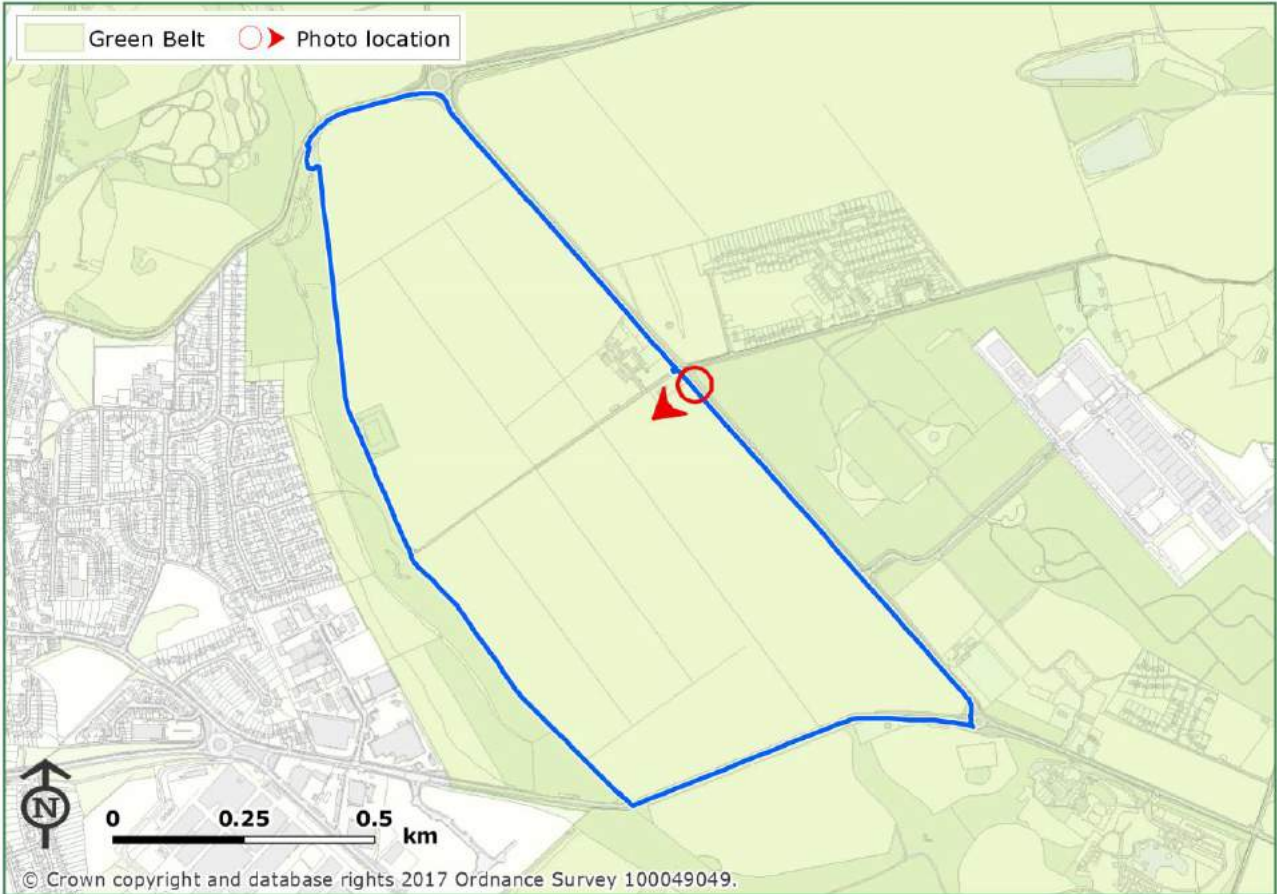 Green Belt Photo location
N
0 0.25 0.5
km
© Crown copyright and database rights 2017 Ordnance Survey 100049049.